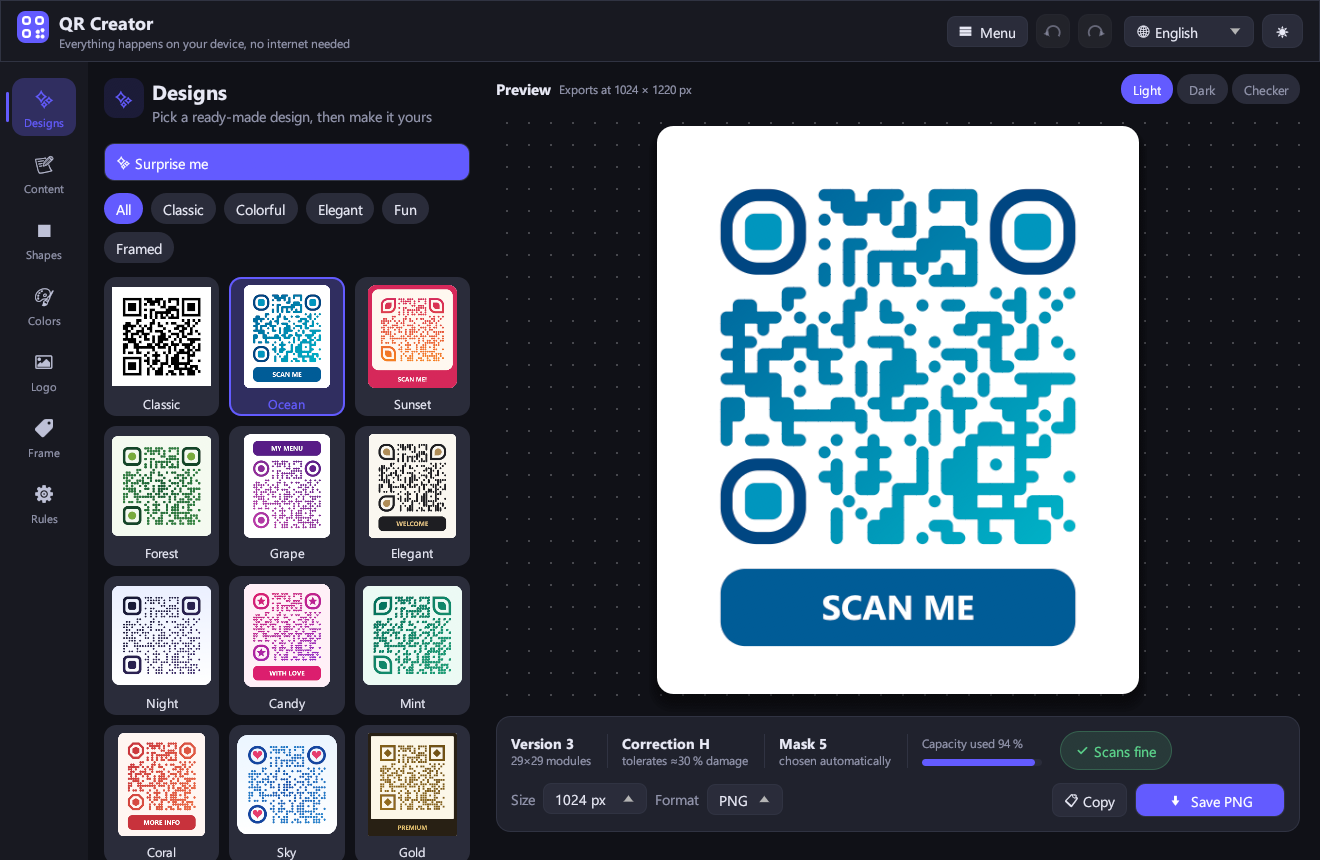 QR Creator
Everything happens on your device, no internet needed
Menu
English
Designs
Content
Shapes
Colors
Logo
Frame
Rules
Designs
Pick a ready-made design, then make it yours
Surprise me
All Classic Colorful Elegant Fun
Framed
SCAN ME
SCAN ME!
Classic Ocean Sunset
MY MENU
WELCOME
Forest Grape Elegant
WITH LOVE
Night Candy Mint
MORE INFO
PREMIUM
Coral Sky Gold
Preview Exports at 1024 × 1220 px
Light Dark Checker
SCAN ME
Version 3
29×29 modules
Correction H
tolerates ≈30 % damage
Mask 5
chosen automatically
Capacity used 94 %
Scans fine
Size 1024 px Format PNG
Copy Save PNG